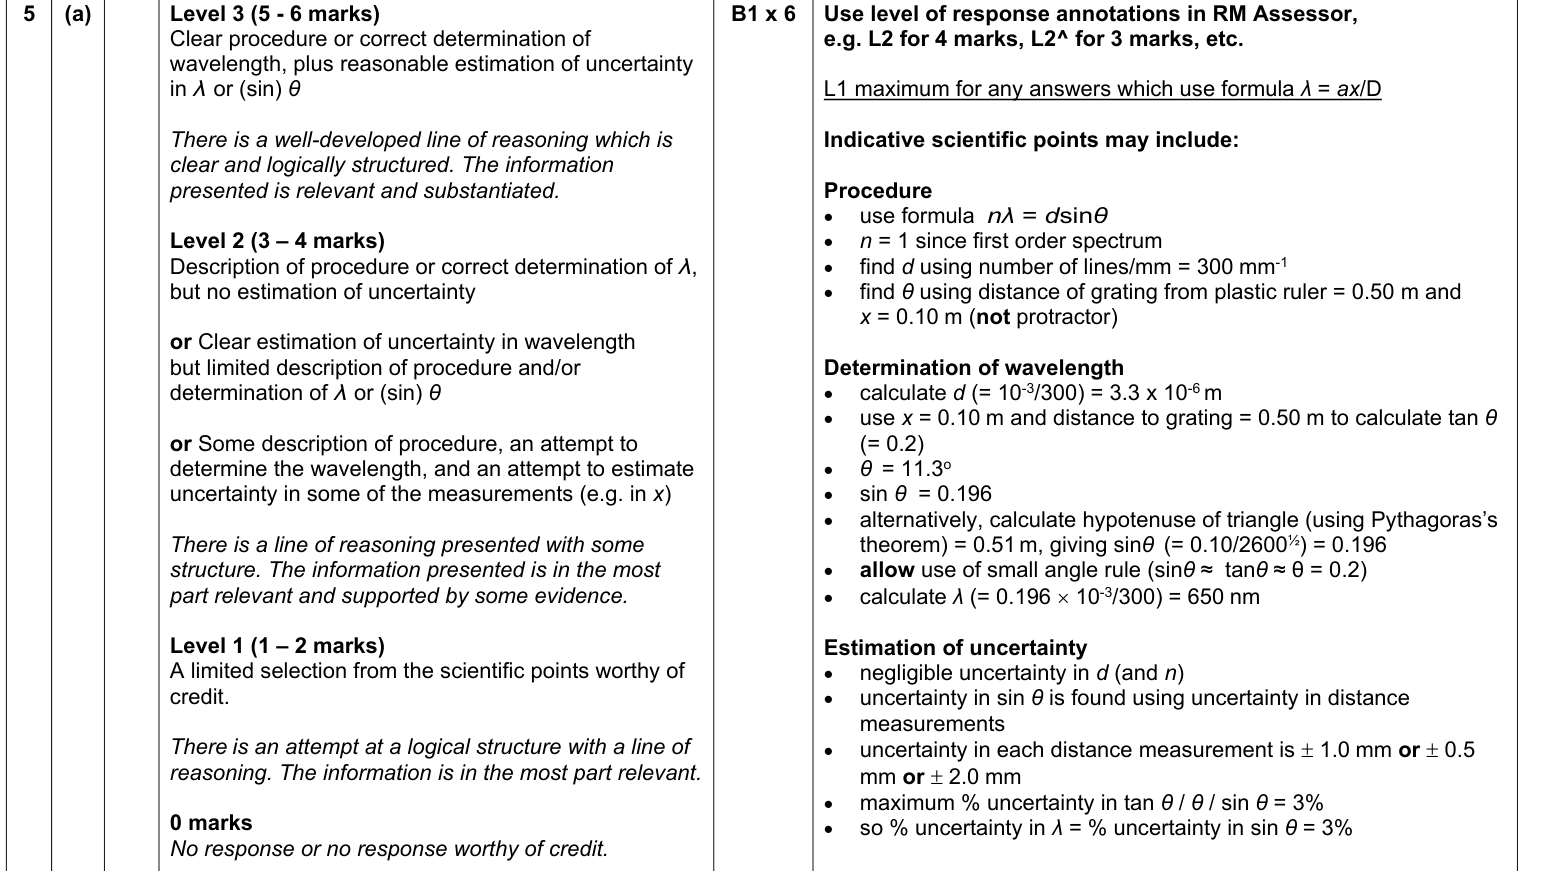 5 (a) Level 3 (5 - 6 marks)
Clear procedure or correct determination of
wavelength, plus reasonable estimation of uncertainty
in λ or (sin) θ
There is a well-developed line of reasoning which is
clear and logically structured. The information
presented is relevant and substantiated.
Level 2 (3 – 4 marks)
Description of procedure or correct determination of λ,
but no estimation of uncertainty
or Clear estimation of uncertainty in wavelength
but limited description of procedure and/or
determination of λ or (sin) θ
or Some description of procedure, an attempt to
determine the wavelength, and an attempt to estimate
uncertainty in some of the measurements (e.g. in x)
There is a line of reasoning presented with some
structure. The information presented is in the most
part relevant and supported by some evidence.
Level 1 (1 – 2 marks)
A limited selection from the scientific points worthy of
credit.
There is an attempt at a logical structure with a line of
reasoning. The information is in the most part relevant.
0 marks
No response or no response worthy of credit.
B1 x 6
Use level of response annotations in RM Assessor,
e.g. L2 for 4 marks, L2^ for 3 marks, etc.
L1 maximum for any answers which use formula λ = ax/D
Indicative scientific points may include:
Procedure
• use formula nλ = dsinθ
• n = 1 since first order spectrum
• find d using number of lines/mm = 300 mm⁻¹
• find θ using distance of grating from plastic ruler = 0.50 m and
x = 0.10 m (not protractor)
Determination of wavelength
• calculate d (= 10⁻³/300) = 3.3 x 10⁻⁶ m
• use x = 0.10 m and distance to grating = 0.50 m to calculate tan θ
(= 0.2)
• θ = 11.3º
• sin θ = 0.196
• alternatively, calculate hypotenuse of triangle (using Pythagoras's
theorem) = 0.51 m, giving sinθ (= 0.10/2600^½) = 0.196
• allow use of small angle rule (sinθ ≈ tanθ ≈ θ = 0.2)
• calculate λ (= 0.196 × 10⁻³/300) = 650 nm
Estimation of uncertainty
• negligible uncertainty in d (and n)
• uncertainty in sin θ is found using uncertainty in distance
measurements
• uncertainty in each distance measurement is ± 1.0 mm or ± 0.5
mm or ± 2.0 mm
• maximum % uncertainty in tan θ / θ / sin θ = 3%
• so % uncertainty in λ = % uncertainty in sin θ = 3%